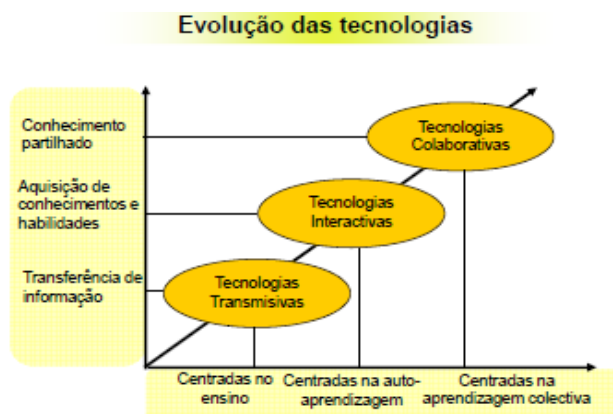 Evolução das tecnologias
Conhecimento
partilhado
Tecnologias
Colaborativas
Aquisição de
conhecimentos e
habilidades
Tecnologias
Interactivas
Transferência de
informação
Tecnologias
Transmisivas
Centradas no
ensino
Centradas na auto-
aprendizagem
Centradas na
aprendizagem colectiva